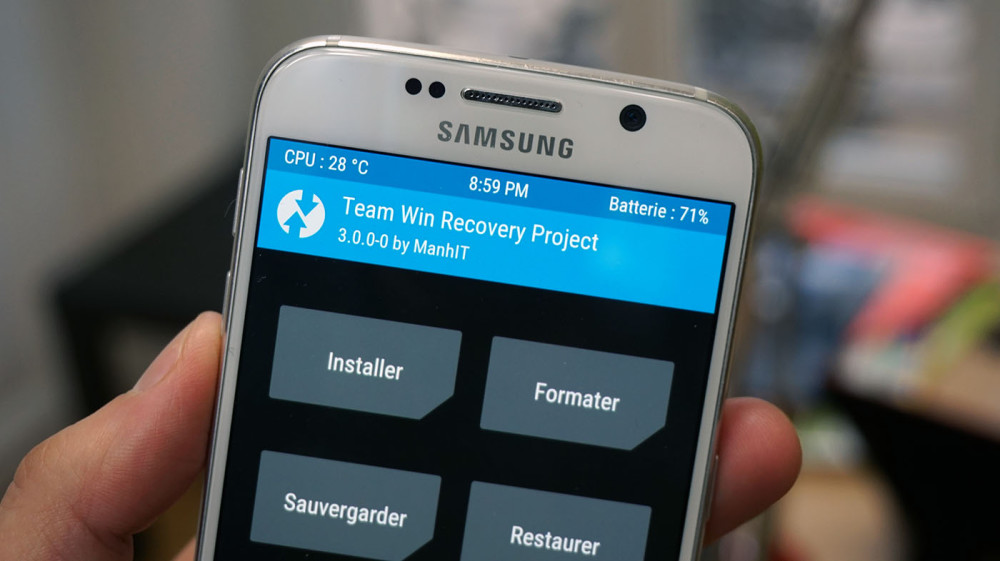 SAMSUNG
CPU : 28 °C
8:59 PM
Batterie : 71%
Team Win Recovery Project
3.0.0-0 by ManhIT
Installer
Formater
Sauvergarder
Restaurer